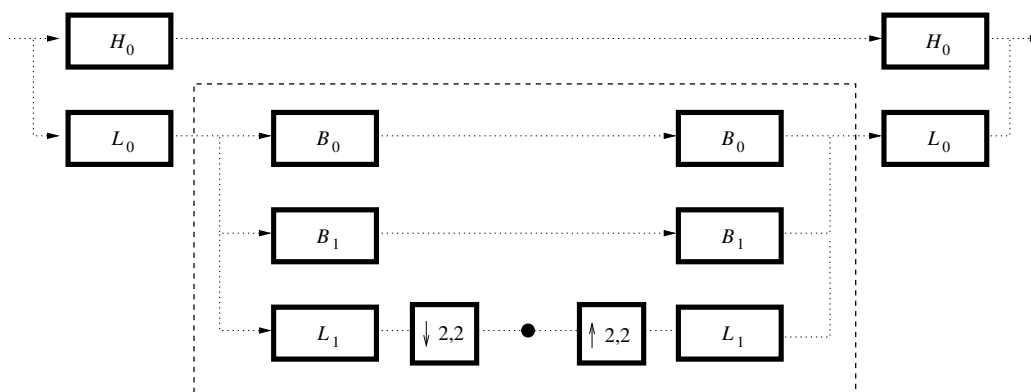 H₀ H₀
L₀ B₀ B₀ L₀
B₁ B₁
L₁ ↓ 2,2 ↑ 2,2 L₁